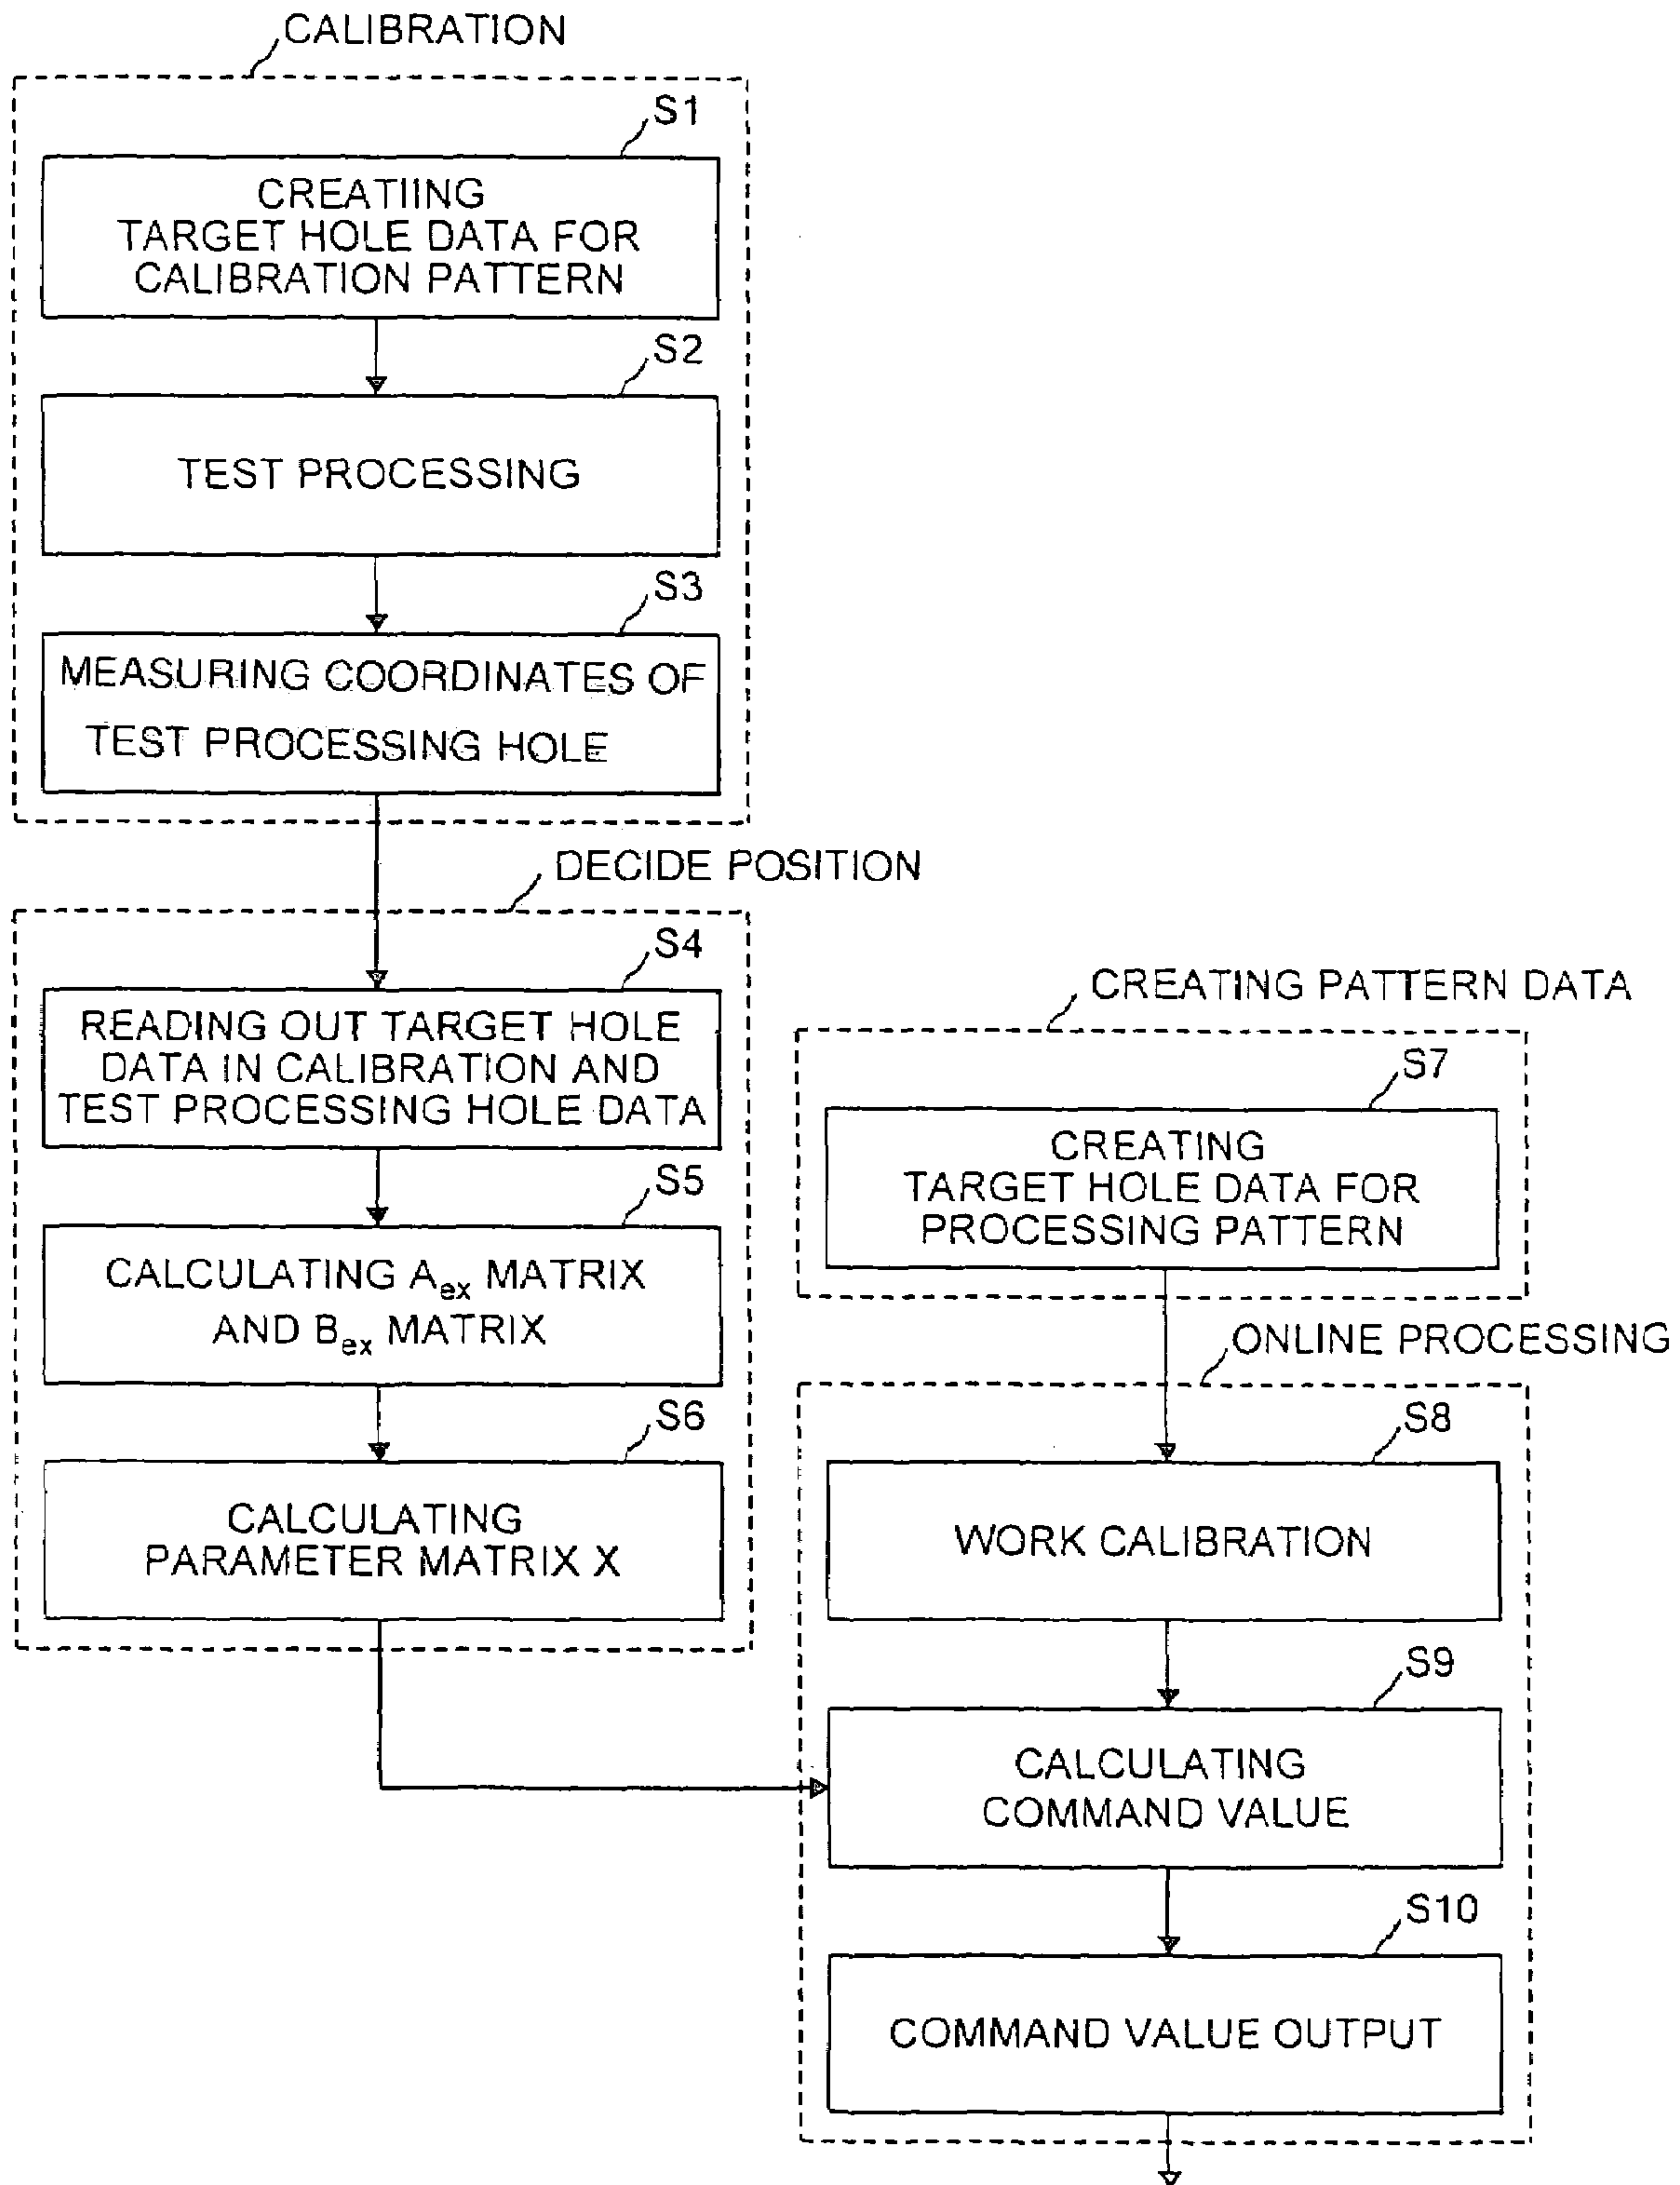 CALIBRATION
S1
CREATIING
TARGET HOLE DATA FOR
CALIBRATION PATTERN
S2
TEST PROCESSING
S3
MEASURING COORDINATES OF
TEST PROCESSING HOLE
DECIDE POSITION
S4
READING OUT TARGET HOLE
DATA IN CALIBRATION AND
TEST PROCESSING HOLE DATA
S5
CALCULATING Aex MATRIX
AND Bex MATRIX
S6
CALCULATING
PARAMETER MATRIX X
CREATING PATTERN DATA
S7
CREATING
TARGET HOLE DATA FOR
PROCESSING PATTERN
ONLINE PROCESSING
S8
WORK CALIBRATION
S9
CALCULATING
COMMAND VALUE
S10
COMMAND VALUE OUTPUT